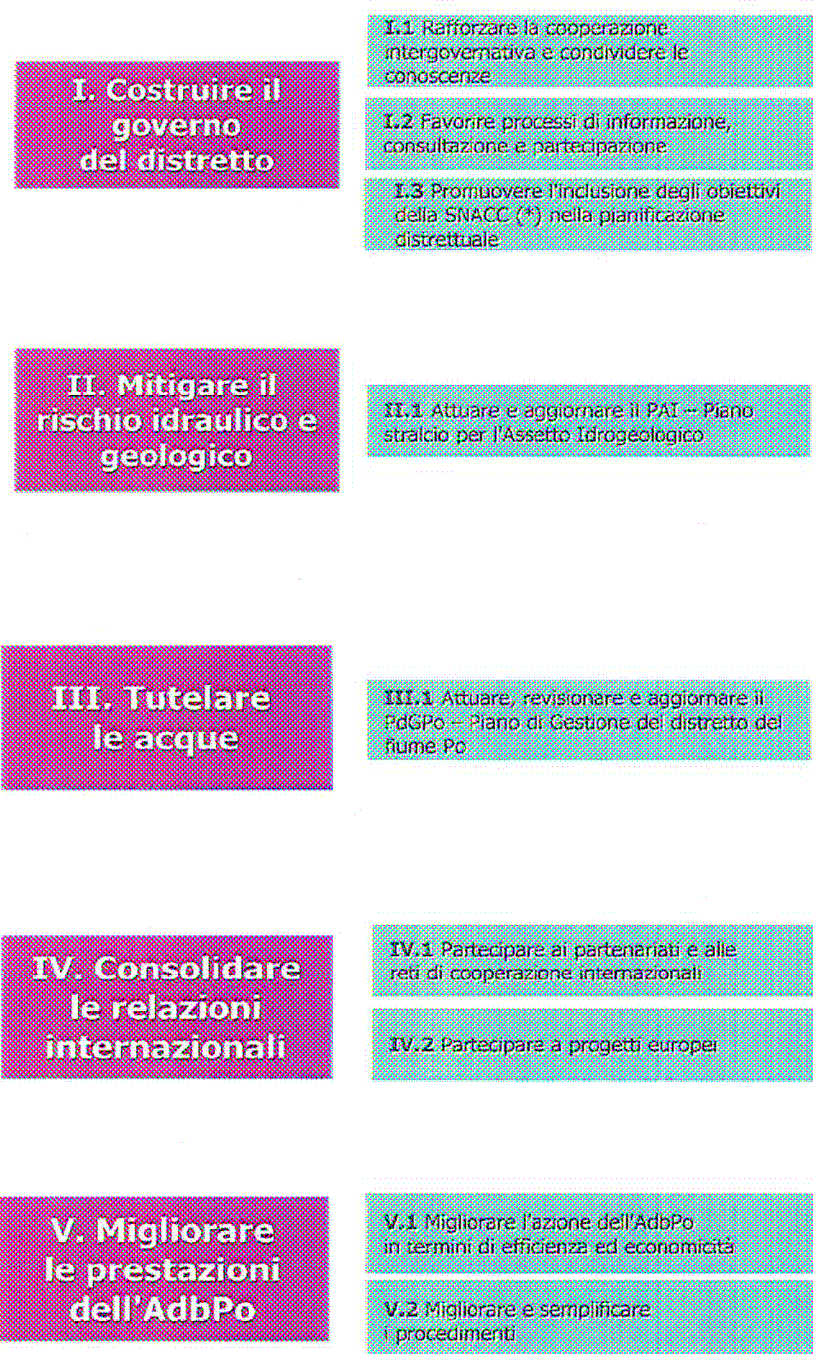 I. Costruire il
governo
del distretto
I.1 Rafforzare la cooperazione
intergovernativa e condividere le
conoscenze
I.2 Favorire processi di informazione,
consultazione e partecipazione
I.3 Promuovere l'inclusione degli obiettivi
della SNACC (*) nella pianificazione
distrettuale
II. Mitigare il
rischio idraulico e
geologico
II.1 Attuare e aggiornare il PAI – Piano
stralcio per l'Assetto Idrogeologico
III. Tutelare
le acque
III.1 Attuare, revisionare e aggiornare il
PdGPo – Piano di Gestione del distretto del
fiume Po
IV. Consolidare
le relazioni
internazionali
IV.1 Partecipare ai partenariati e alle
reti di cooperazione internazionali
IV.2 Partecipare a progetti europei
V. Migliorare
le prestazioni
dell'AdbPo
V.1 Migliorare l'azione dell'AdbPo
in termini di efficienza ed economicità
V.2 Migliorare e semplificare
i procedimenti